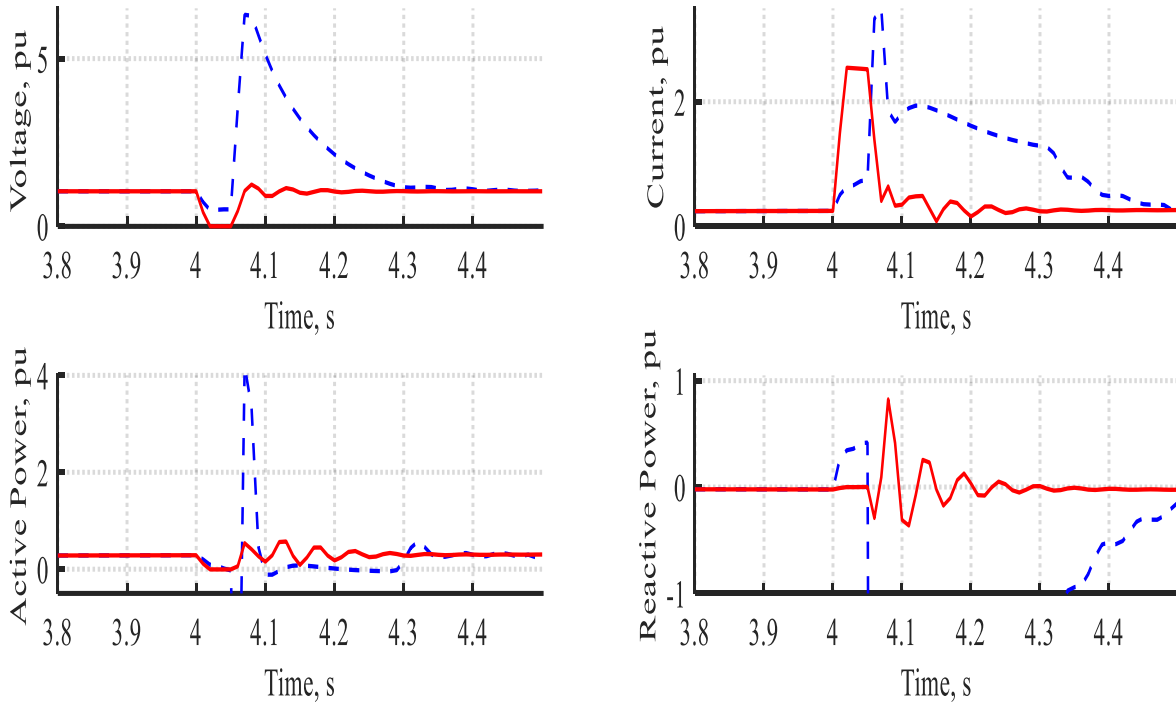 Voltage, pu
5
0
3.8 3.9 4 4.1 4.2 4.3 4.4
Time, s
Current, pu
2
0
3.8 3.9 4 4.1 4.2 4.3 4.4
Time, s
Active Power, pu
4
2
0
3.8 3.9 4 4.1 4.2 4.3 4.4
Time, s
Reactive Power, pu
1
0
-1
3.8 3.9 4 4.1 4.2 4.3 4.4
Time, s